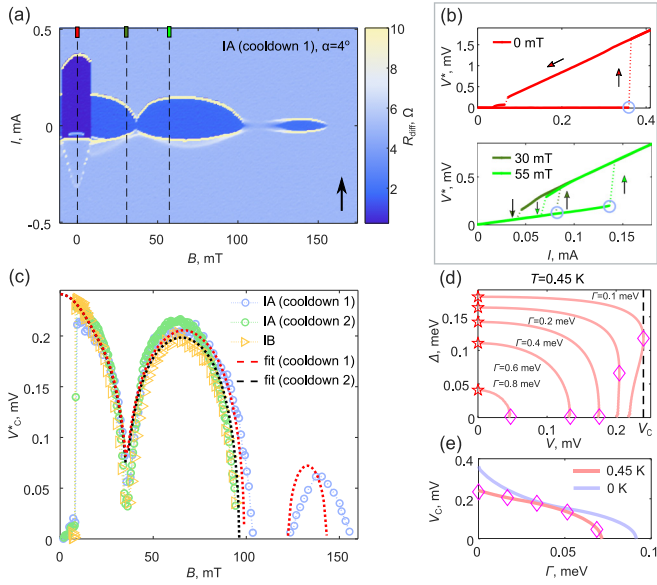 (a)
IA (cooldown 1), α=4°
I, mA
0.5
0
-0.5
0
50
100
150
B, mT
10
8
6
4
2
R_diff, Ω
(b)
0 mT
V*, mV
1.5
1
0.5
0
0
0.2
0.4
30 mT
55 mT
V*, mV
0.5
0
0
0.05
0.1
0.15
I, mA
(c)
IA (cooldown 1)
IA (cooldown 2)
IB
fit (cooldown 1)
fit (cooldown 2)
V*_C, mV
0.2
0.15
0.1
0.05
0
0
50
100
150
B, mT
(d)
T=0.45 K
Γ=0.1 meV
Γ=0.2 meV
Γ=0.4 meV
Γ=0.6 meV
Γ=0.8 meV
Δ, meV
0.15
0.10
0.05
0
0
0.1
0.2
V_C
V, mV
(e)
0.45 K
0 K
V_C, mV
0.4
0.2
0
0
0.05
0.1
Γ, meV